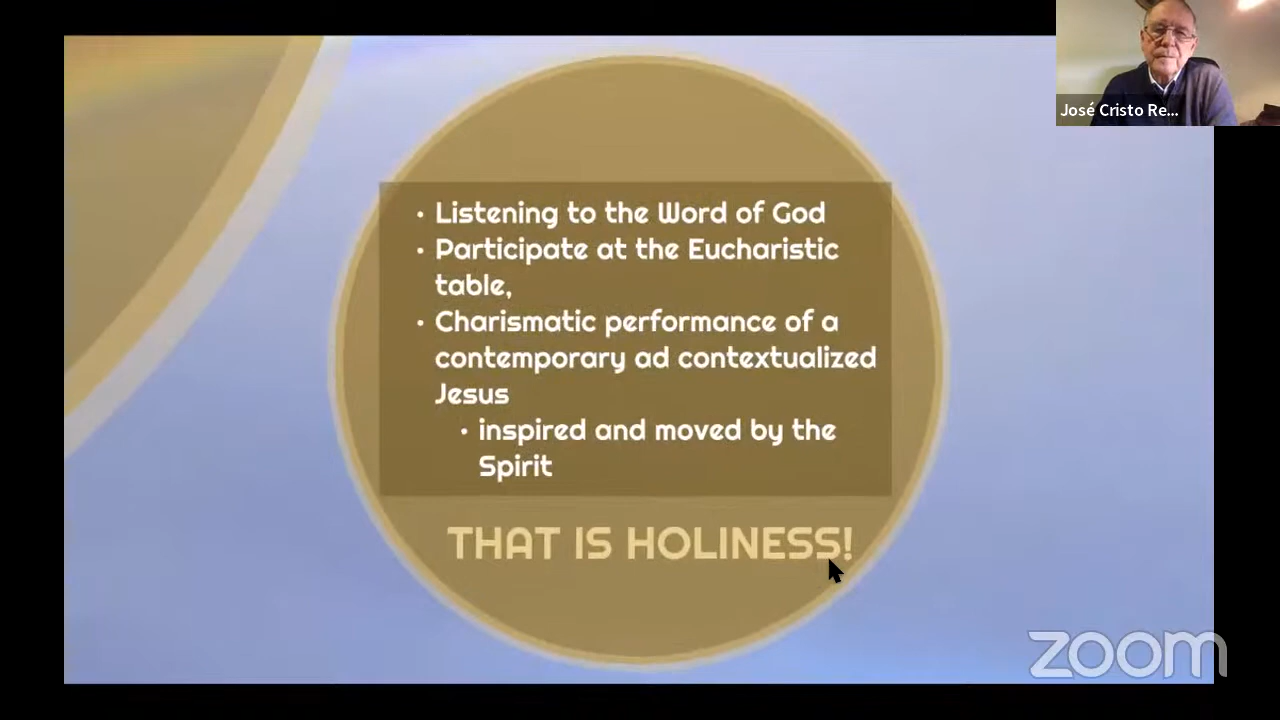 José Cristo Re...
• Listening to the Word of God
• Participate at the Eucharistic
table,
• Charismatic performance of a
contemporary ad contextualized
Jesus
• inspired and moved by the
Spirit
THAT IS HOLINESS!
zoom